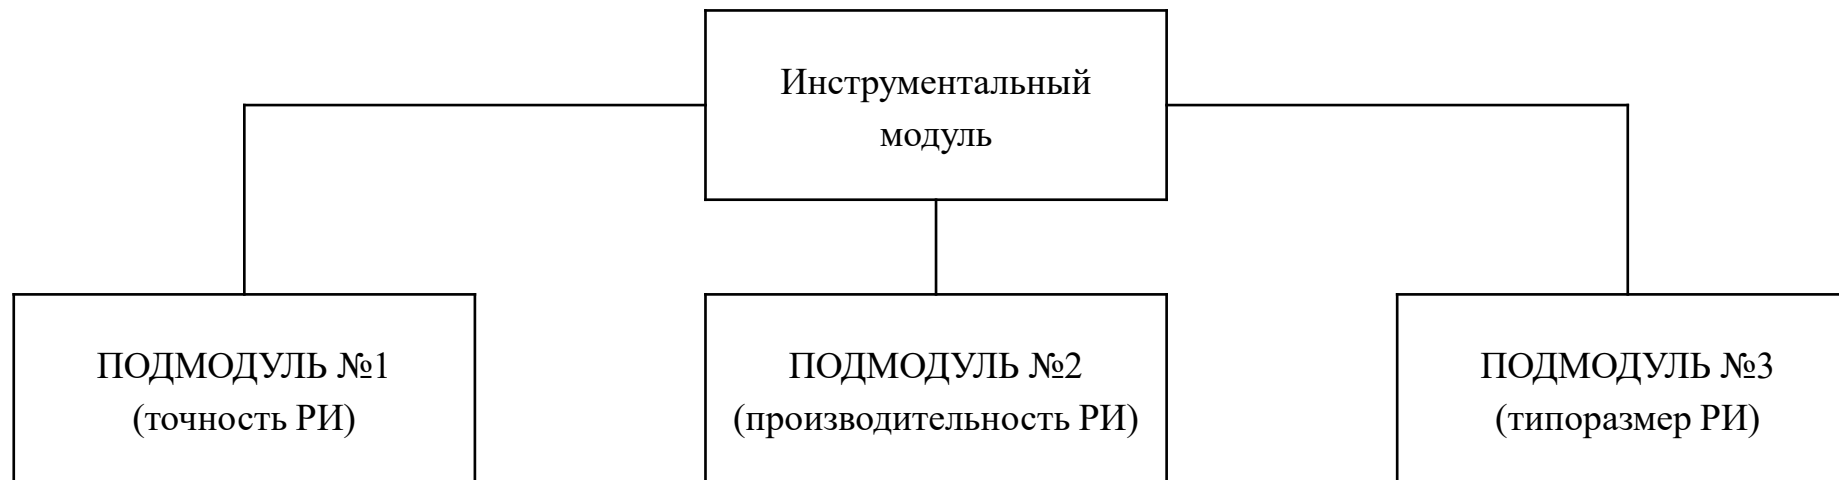 Инструментальный
модуль
ПОДМОДУЛЬ №1
(точность РИ)
ПОДМОДУЛЬ №2
(производительность РИ)
ПОДМОДУЛЬ №3
(типоразмер РИ)